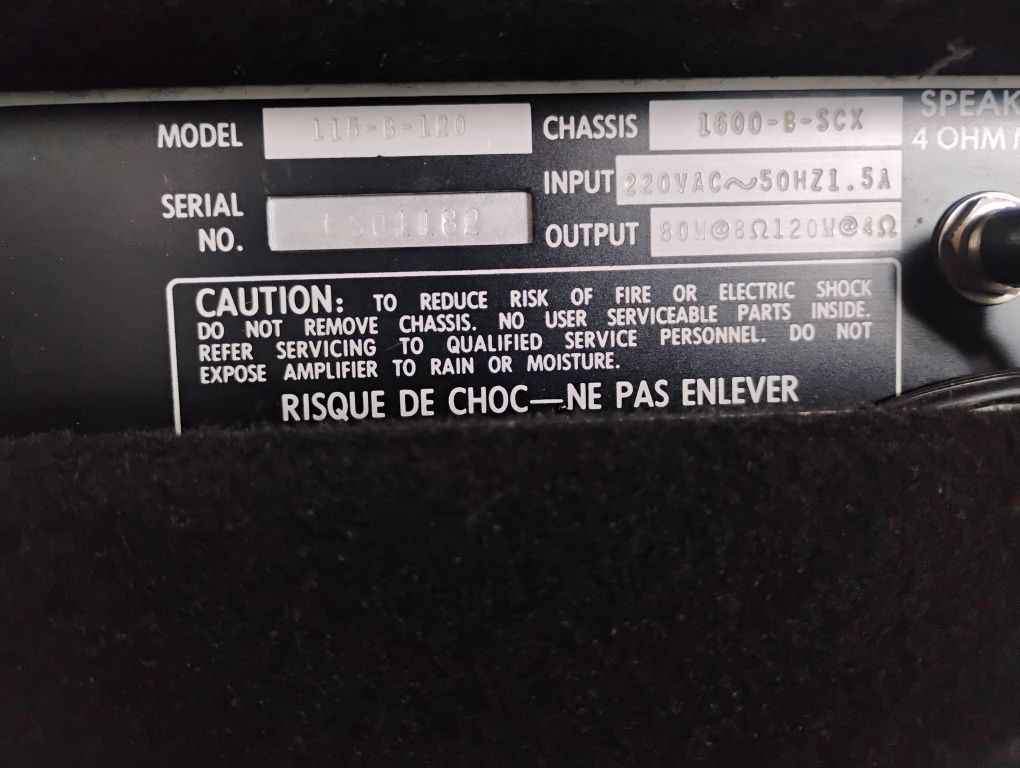 MODEL 115-B-120
CHASSIS 1600-B-SCX
INPUT 220VAC~50HZ1.5A
SERIAL NO.
OUTPUT 80W@8Ω120W@4Ω
SPEAK
4 OHM
CAUTION: TO REDUCE RISK OF FIRE OR ELECTRIC SHOCK
DO NOT REMOVE CHASSIS. NO USER SERVICEABLE PARTS INSIDE.
REFER SERVICING TO QUALIFIED SERVICE PERSONNEL. DO NOT
EXPOSE AMPLIFIER TO RAIN OR MOISTURE.
RISQUE DE CHOC—NE PAS ENLEVER